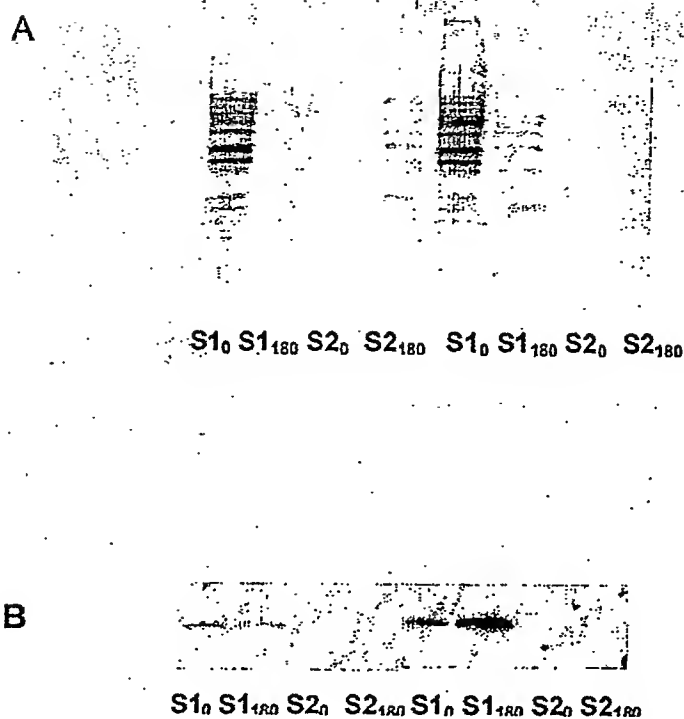 A
S1₀ S1₁₈₀ S2₀ S2₁₈₀ S1₀ S1₁₈₀ S2₀ S2₁₈₀
B
S1₀ S1₁₈₀ S2₀ S2₁₈₀ S1₀ S1₁₈₀ S2₀ S2₁₈₀